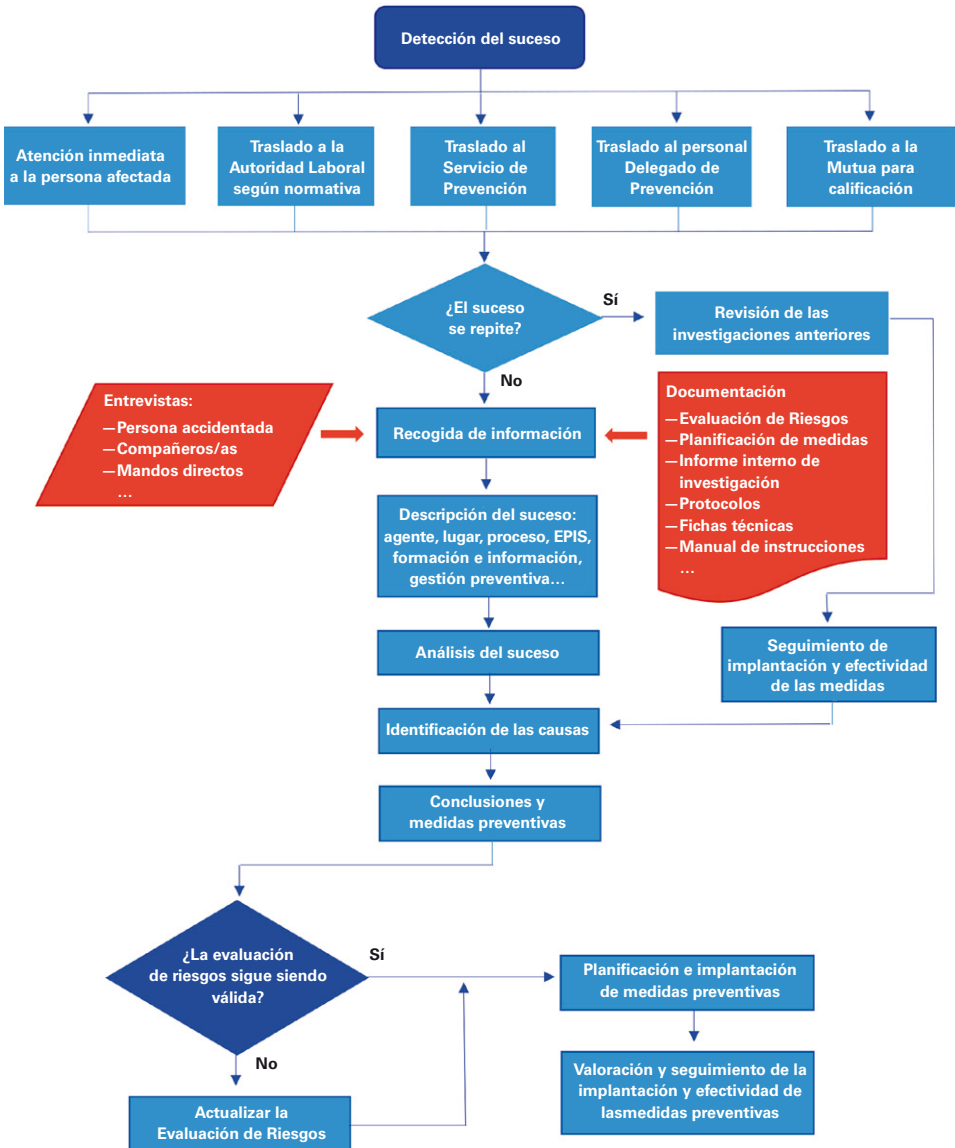 Detección del suceso
Atención inmediata
a la persona afectada
Traslado a la
Autoridad Laboral
según normativa
Traslado al
Servicio de
Prevención
Traslado al personal
Delegado de
Prevención
Traslado a la
Mutua para
calificación
¿El suceso
se repite?
Sí
Revisión de las
investigaciones anteriores
No
Entrevistas:
—Persona accidentada
—Compañeros/as
—Mandos directos
…
Recogida de información
Documentación
—Evaluación de Riesgos
—Planificación de medidas
—Informe interno de
investigación
—Protocolos
—Fichas técnicas
—Manual de instrucciones
…
Descripción del suceso:
agente, lugar, proceso, EPIS,
formación e información,
gestión preventiva…
Análisis del suceso
Seguimiento de
implantación y efectividad
de las medidas
Identificación de las causas
Conclusiones y
medidas preventivas
¿La evaluación
de riesgos sigue siendo
válida?
Sí
Planificación e implantación
de medidas preventivas
No
Actualizar la
Evaluación de Riesgos
Valoración y seguimiento de la
implantación y efectividad de
lasmedidas preventivas